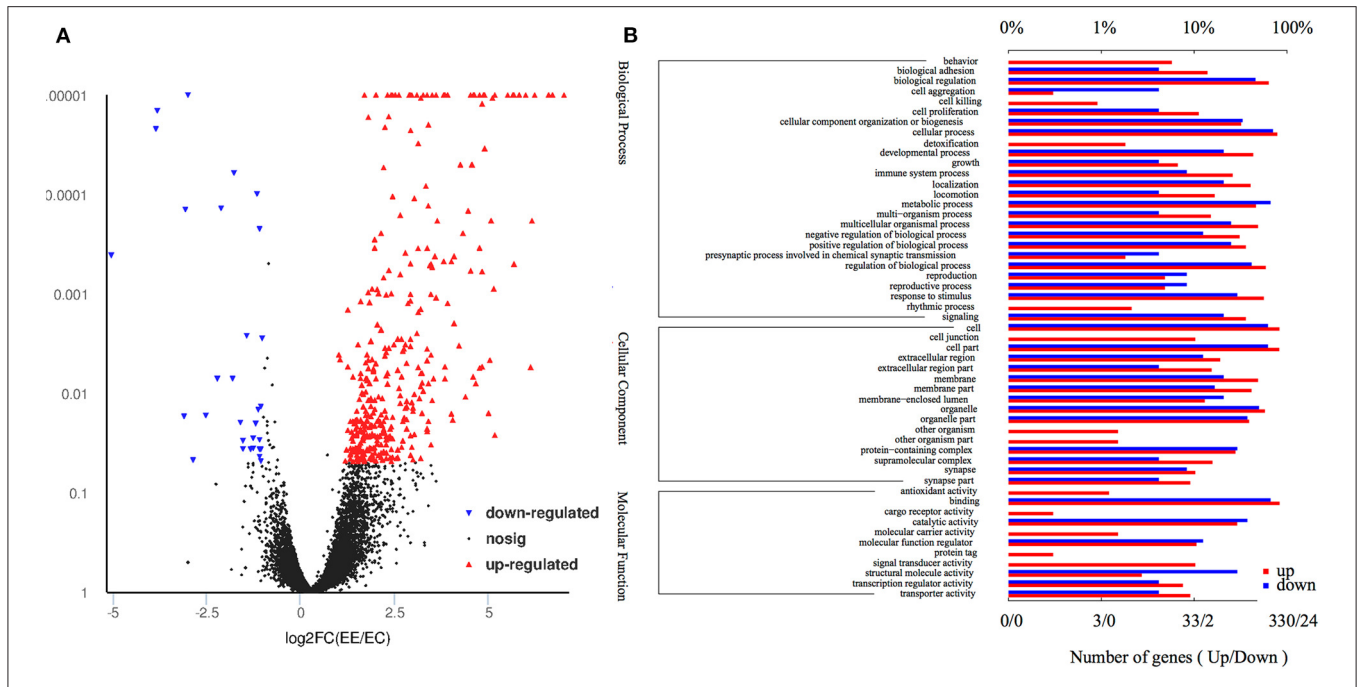 A
.00001
0.0001
0.001
0.01
0.1
1
-5
-2.5
0
2.5
5
log2FC(EE/EC)
down-regulated
nosig
up-regulated
B
0%
1%
10%
100%
Biological Process
behavior
biological adhesion
biological regulation
cell aggregation
cell killing
cell proliferation
cellular component organization or biogenesis
cellular process
detoxification
developmental process
growth
immune system process
localization
locomotion
metabolic process
multi−organism process
multicellular organismal process
negative regulation of biological process
positive regulation of biological process
presynaptic process involved in chemical synaptic transmission
regulation of biological process
reproduction
reproductive process
response to stimulus
rhythmic process
signaling
Cellular Component
cell
cell junction
cell part
extracellular region
extracellular region part
membrane
membrane part
membrane−enclosed lumen
organelle
organelle part
other organism
other organism part
protein−containing complex
supramolecular complex
synapse
synapse part
Molecular Function
antioxidant activity
binding
cargo receptor activity
catalytic activity
molecular carrier activity
molecular function regulator
protein tag
signal transducer activity
structural molecule activity
transcription regulator activity
transporter activity
up
down
0/0
3/0
33/2
330/24
Number of genes ( Up/Down )